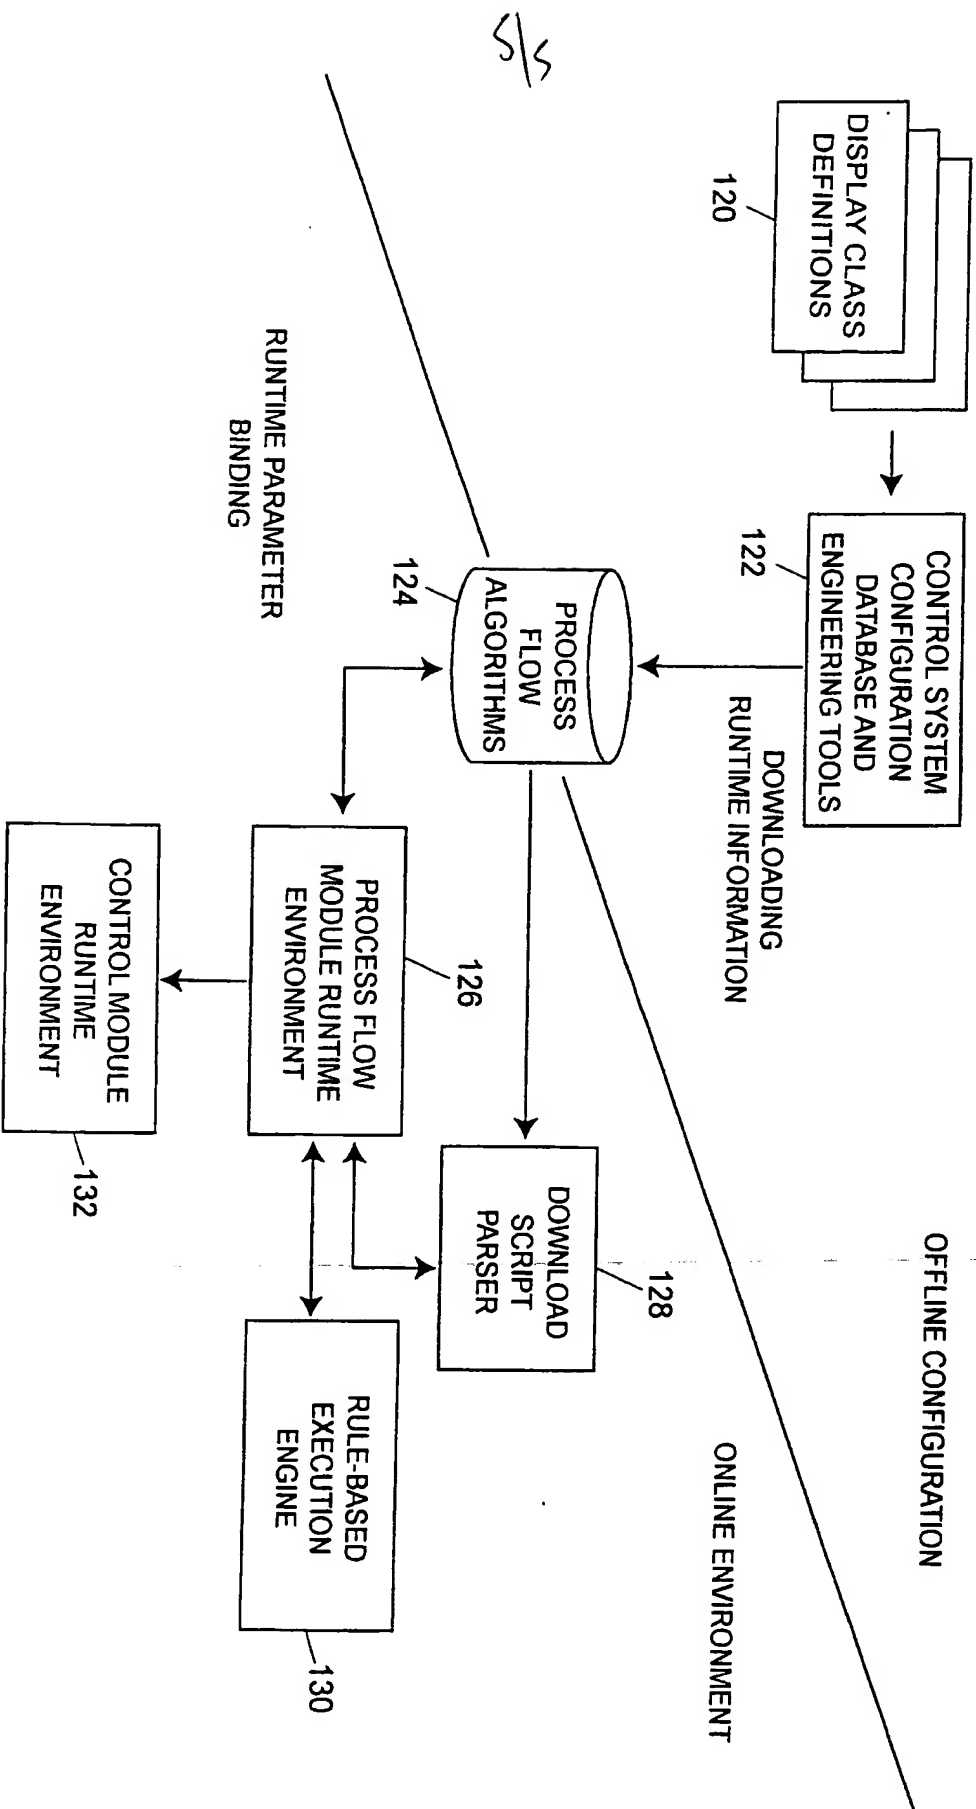 5/5
DISPLAY CLASS
DEFINITIONS
120
CONTROL SYSTEM
CONFIGURATION
DATABASE AND
ENGINEERING TOOLS
122
OFFLINE CONFIGURATION
DOWNLOADING
RUNTIME INFORMATION
ONLINE ENVIRONMENT
PROCESS
FLOW
ALGORITHMS
124
DOWNLOAD
SCRIPT
PARSER
128
RUNTIME PARAMETER
BINDING
PROCESS FLOW
MODULE RUNTIME
ENVIRONMENT
126
RULE-BASED
EXECUTION
ENGINE
130
CONTROL MODULE
RUNTIME
ENVIRONMENT
132